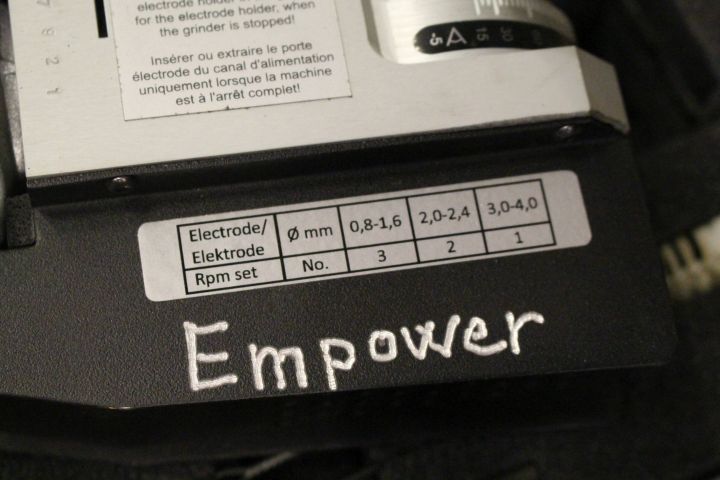 electrode holder
for the electrode holder, when
the grinder is stopped!
Insérer ou extraire le porte
électrode du canal d'alimentation
uniquement lorsque la machine
est à l'arrêt complet!
A 15 30
Electrode/ Ø mm 0,8-1,6 2,0-2,4 3,0-4,0
Elektrode
Rpm set No. 3 2 1
Empower